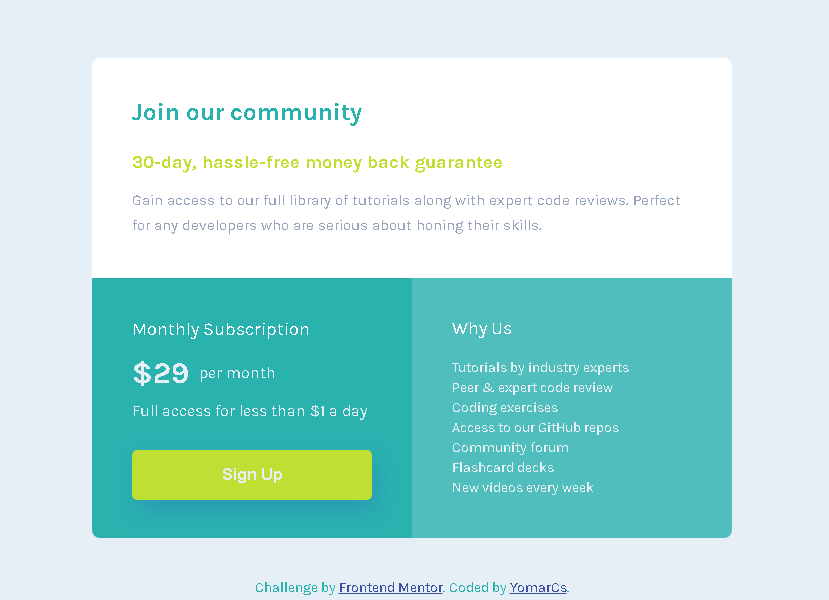 Join our community
30-day, hassle-free money back guarantee
Gain access to our full library of tutorials along with expert code reviews. Perfect
for any developers who are serious about honing their skills.
Monthly Subscription
$29 per month
Full access for less than $1 a day
Sign Up
Why Us
Tutorials by industry experts
Peer & expert code review
Coding exercises
Access to our GitHub repos
Community forum
Flashcard decks
New videos every week
Challenge by Frontend Mentor. Coded by YomarCs.